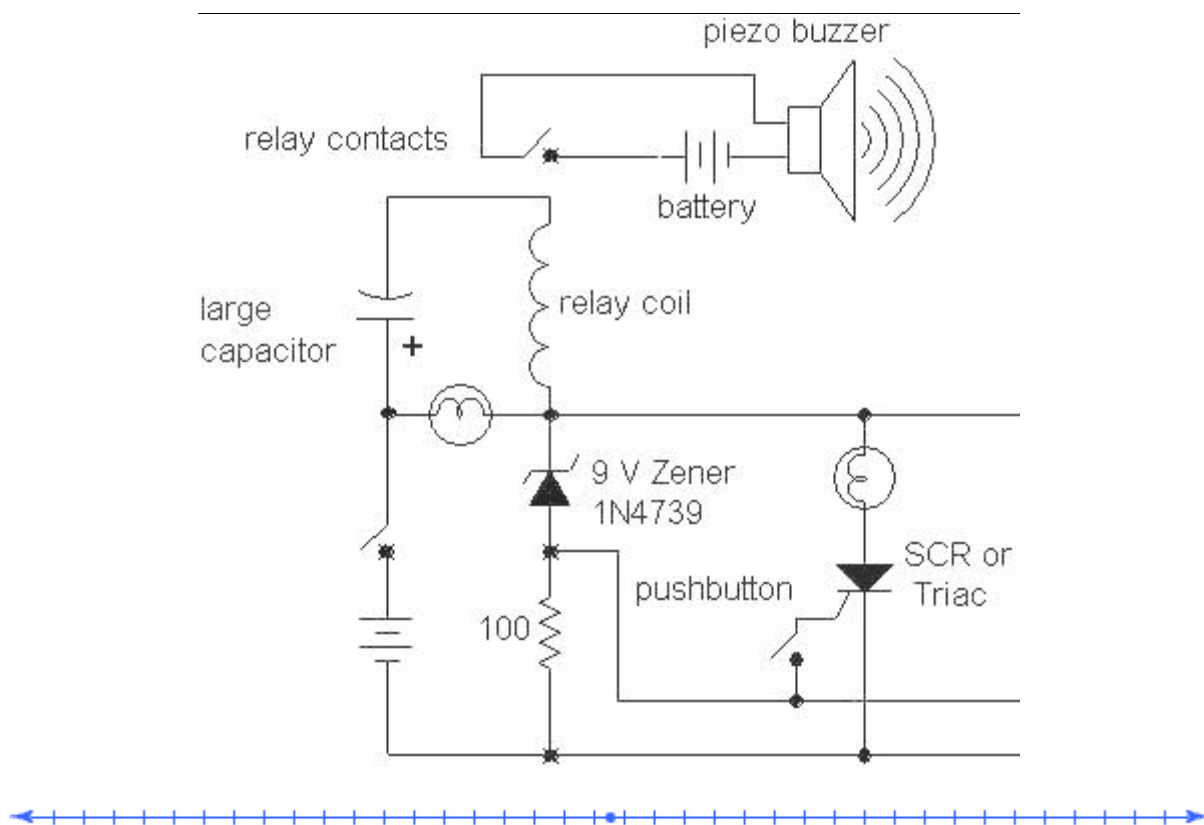 piezo buzzer
relay contacts
battery
large
capacitor
+
relay coil
9 V Zener
1N4739
SCR or
Triac
pushbutton
100